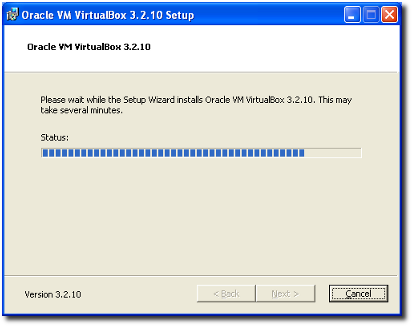 Oracle VM VirtualBox 3.2.10 Setup
Oracle VM VirtualBox 3.2.10
Please wait while the Setup Wizard installs Oracle VM VirtualBox 3.2.10. This may
take several minutes.
Status:
Version 3.2.10
< Back
Next >
Cancel